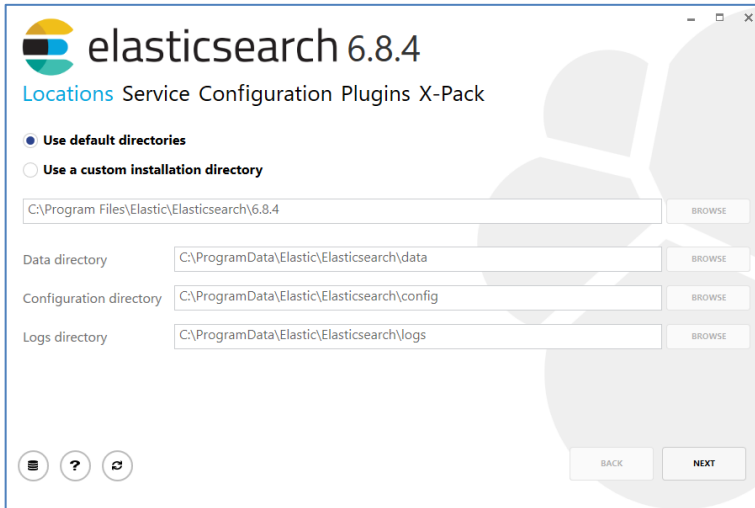 elasticsearch 6.8.4
Locations Service Configuration Plugins X-Pack
Use default directories
Use a custom installation directory
C:\Program Files\Elastic\Elasticsearch\6.8.4 BROWSE
Data directory C:\ProgramData\Elastic\Elasticsearch\data BROWSE
Configuration directory C:\ProgramData\Elastic\Elasticsearch\config BROWSE
Logs directory C:\ProgramData\Elastic\Elasticsearch\logs BROWSE
? BACK NEXT